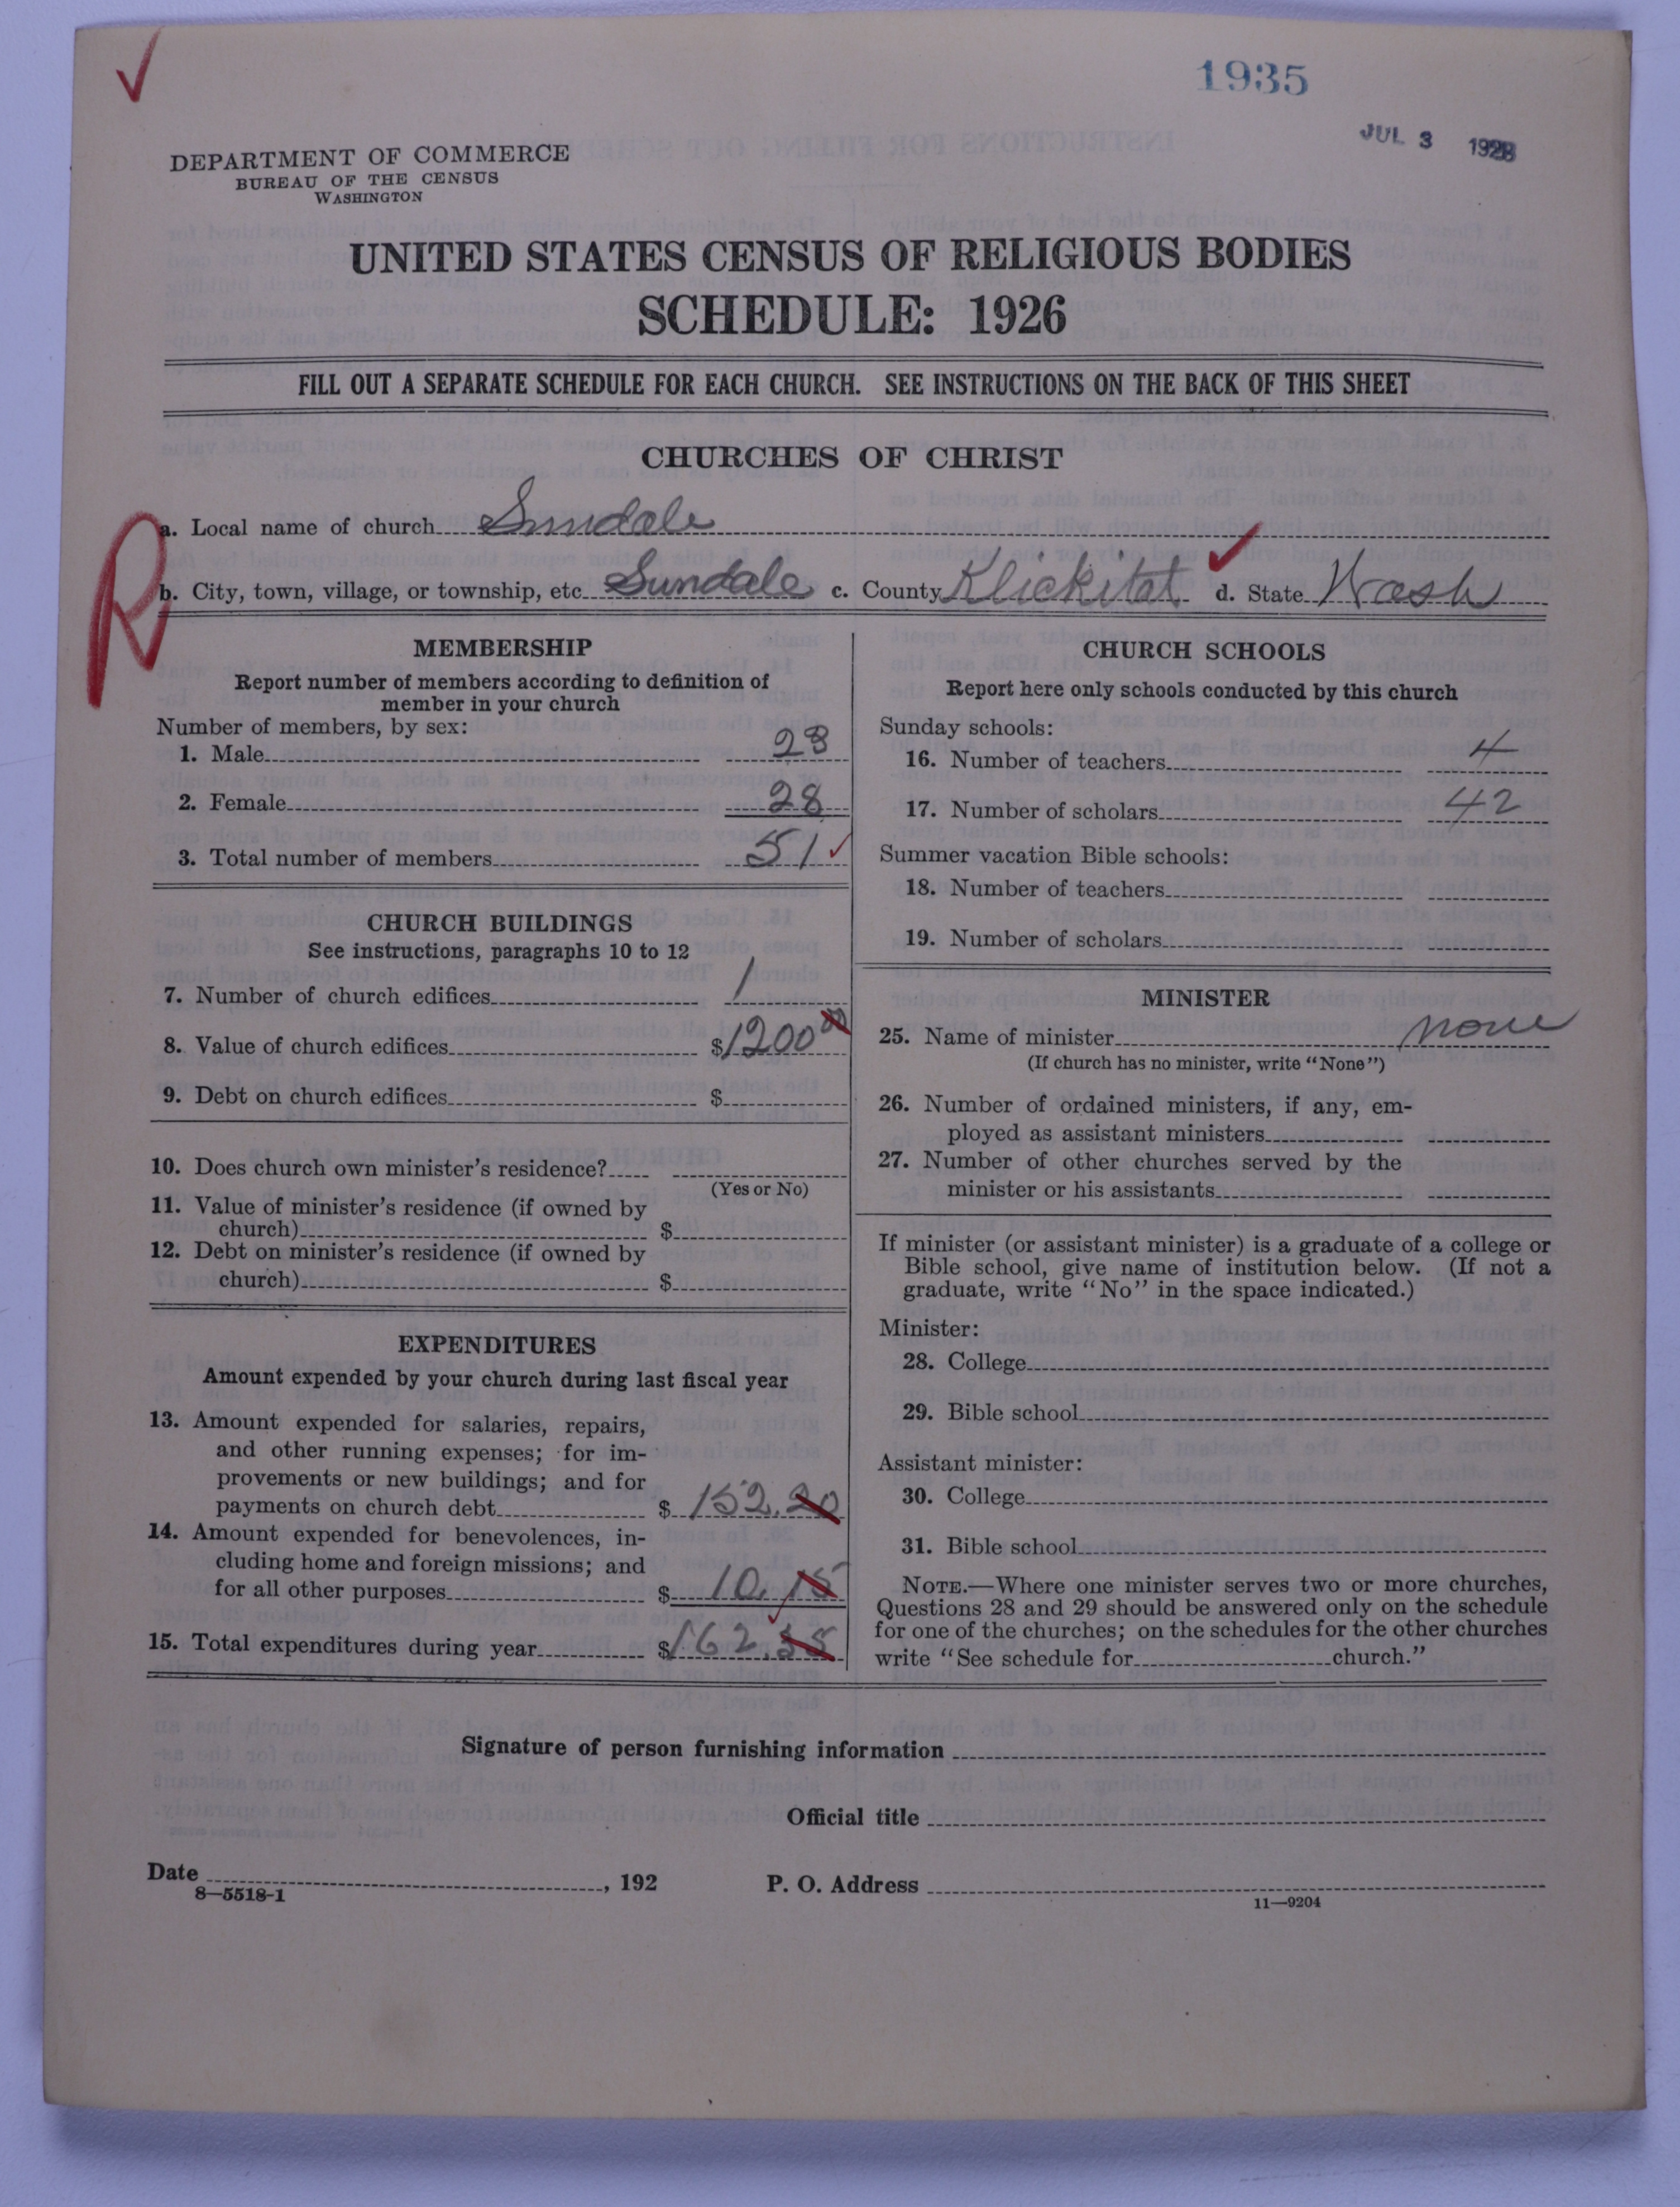 1935
JUL 3 1928
DEPARTMENT OF COMMERCE
BUREAU OF THE CENSUS
WASHINGTON
UNITED STATES CENSUS OF RELIGIOUS BODIES
SCHEDULE: 1926
FILL OUT A SEPARATE SCHEDULE FOR EACH CHURCH. SEE INSTRUCTIONS ON THE BACK OF THIS SHEET
CHURCHES OF CHRIST
R
a. Local name of church Sundale
b. City, town, village, or township, etc Sundale c. County Klickitat d. State Wash
MEMBERSHIP
Report number of members according to definition of
member in your church
Number of members, by sex:
1. Male 23
2. Female 28
3. Total number of members 51
CHURCH BUILDINGS
See instructions, paragraphs 10 to 12
7. Number of church edifices 1
8. Value of church edifices $1200 00
9. Debt on church edifices $
10. Does church own minister's residence?
(Yes or No)
11. Value of minister's residence (if owned by
church) $
12. Debt on minister's residence (if owned by
church) $
EXPENDITURES
Amount expended by your church during last fiscal year
13. Amount expended for salaries, repairs,
and other running expenses; for im-
provements or new buildings; and for
payments on church debt $ 152.20
14. Amount expended for benevolences, in-
cluding home and foreign missions; and
for all other purposes $ 10.15
15. Total expenditures during year $162.35
CHURCH SCHOOLS
Report here only schools conducted by this church
Sunday schools:
16. Number of teachers 4
17. Number of scholars 42
Summer vacation Bible schools:
18. Number of teachers
19. Number of scholars
MINISTER
25. Name of minister none
(If church has no minister, write "None")
26. Number of ordained ministers, if any, em-
ployed as assistant ministers
27. Number of other churches served by the
minister or his assistants
If minister (or assistant minister) is a graduate of a college or
Bible school, give name of institution below. (If not a
graduate, write "No" in the space indicated.)
Minister:
28. College
29. Bible school
Assistant minister:
30. College
31. Bible school
NOTE.—Where one minister serves two or more churches,
Questions 28 and 29 should be answered only on the schedule
for one of the churches; on the schedules for the other churches
write "See schedule for church."
Signature of person furnishing information
Official title
Date , 192 P. O. Address
8—5518-1 11—9204